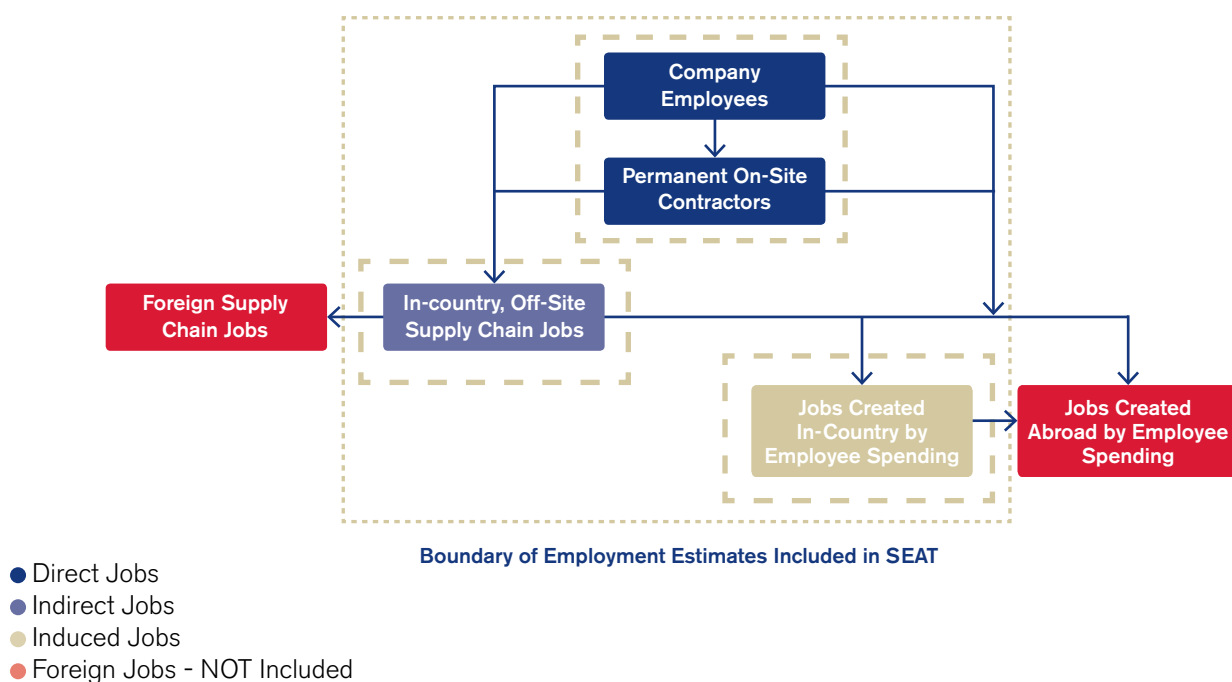 Company
Employees
Permanent On-Site
Contractors
Foreign Supply
Chain Jobs
In-country, Off-Site
Supply Chain Jobs
Jobs Created
In-Country by
Employee Spending
Jobs Created
Abroad by Employee
Spending
Boundary of Employment Estimates Included in SEAT
Direct Jobs
Indirect Jobs
Induced Jobs
Foreign Jobs - NOT Included